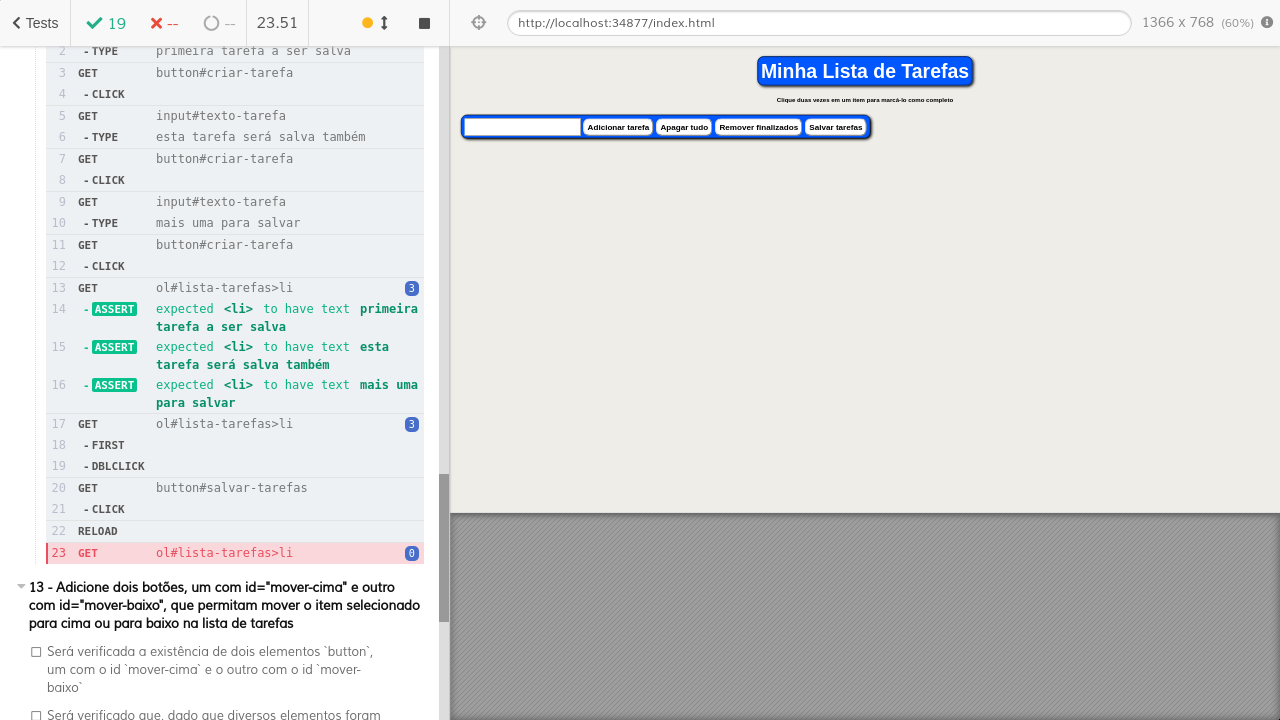 Tests
19
--
--
23.51
http://localhost:34877/index.html
1366 x 768 (60%)
2 - TYPE primeira tarefa a ser salva
3 GET button#criar-tarefa
4 - CLICK
5 GET input#texto-tarefa
6 - TYPE esta tarefa será salva também
7 GET button#criar-tarefa
8 - CLICK
9 GET input#texto-tarefa
10 - TYPE mais uma para salvar
11 GET button#criar-tarefa
12 - CLICK
13 GET ol#lista-tarefas>li 3
14 - ASSERT expected <li> to have text primeira
tarefa a ser salva
15 - ASSERT expected <li> to have text esta
tarefa será salva também
16 - ASSERT expected <li> to have text mais uma
para salvar
17 GET ol#lista-tarefas>li 3
18 - FIRST
19 - DBLCLICK
20 GET button#salvar-tarefas
21 - CLICK
22 RELOAD
23 GET ol#lista-tarefas>li 0
13 - Adicione dois botões, um com id="mover-cima" e outro
com id="mover-baixo", que permitam mover o item selecionado
para cima ou para baixo na lista de tarefas
Será verificada a existência de dois elementos `button`,
um com o id `mover-cima` e o outro com o id `mover-
baixo`
Será verificado que, dado que diversos elementos foram
Minha Lista de Tarefas
Clique duas vezes em um item para marcá-lo como completo
Adicionar tarefa Apagar tudo Remover finalizados Salvar tarefas